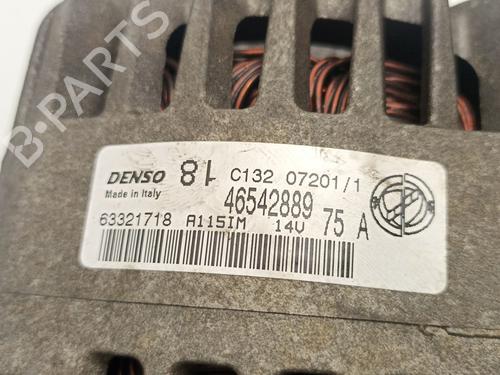 DENSO 81 C132 07201/1
Made in Italy 46542889 75 A
63321718 A115IM 14V
B-PARTS